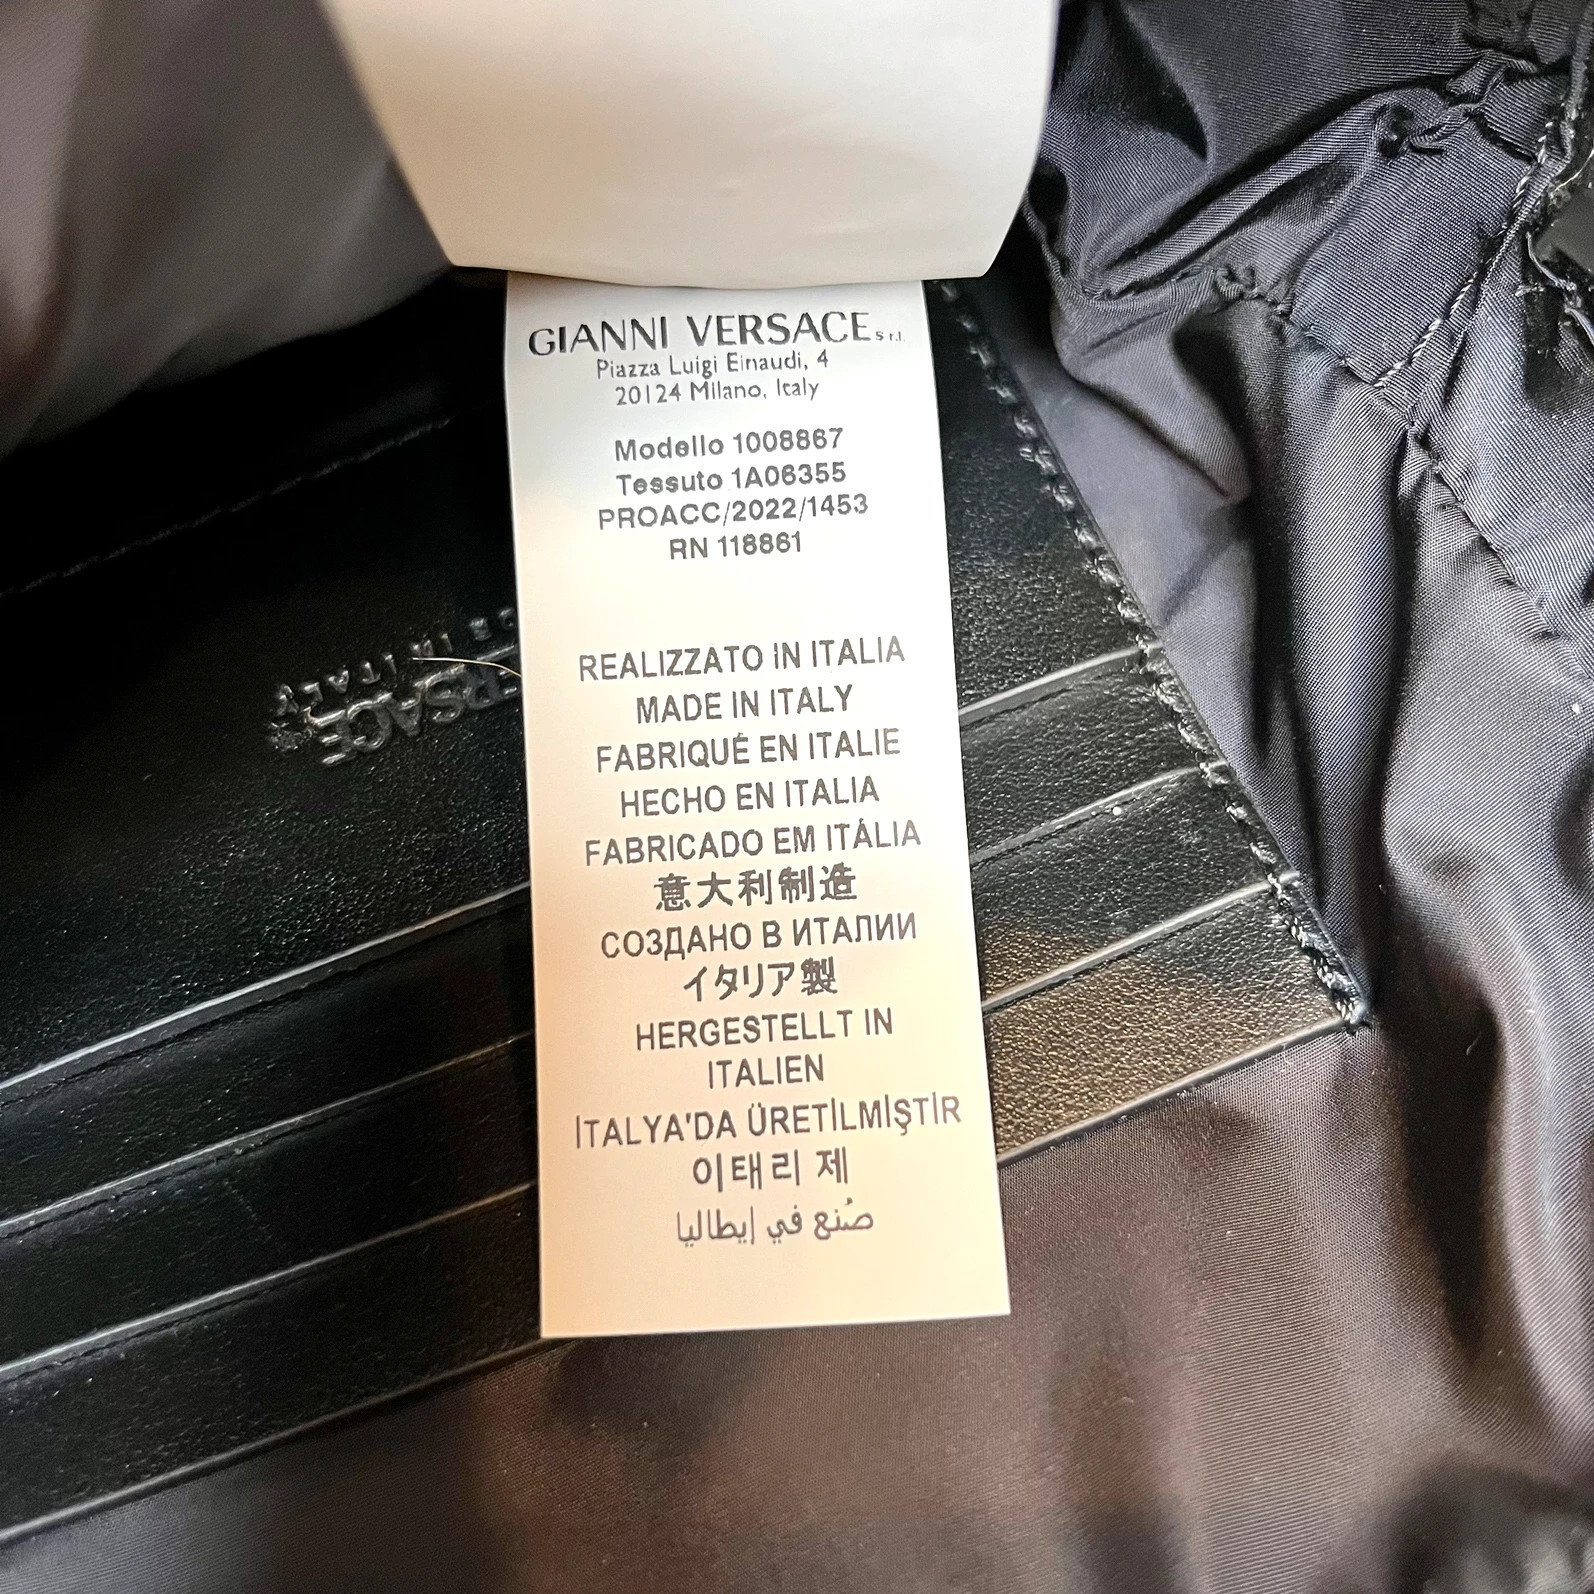 GIANNI VERSACE s.r.l.
Piazza Luigi Einaudi, 4
20124 Milano, Italy
Modello 1008867
Tessuto 1A06355
PROACC/2022/1453
RN 118861
REALIZZATO IN ITALIA
MADE IN ITALY
FABRIQUÉ EN ITALIE
HECHO EN ITALIA
FABRICADO EM ITÁLIA
意大利制造
СОЗДАНО В ИТАЛИИ
イタリア製
HERGESTELLT IN
ITALIEN
İTALYA'DA ÜRETİLMİŞTİR
이태리 제
صُنع في إيطاليا
IN ITALY